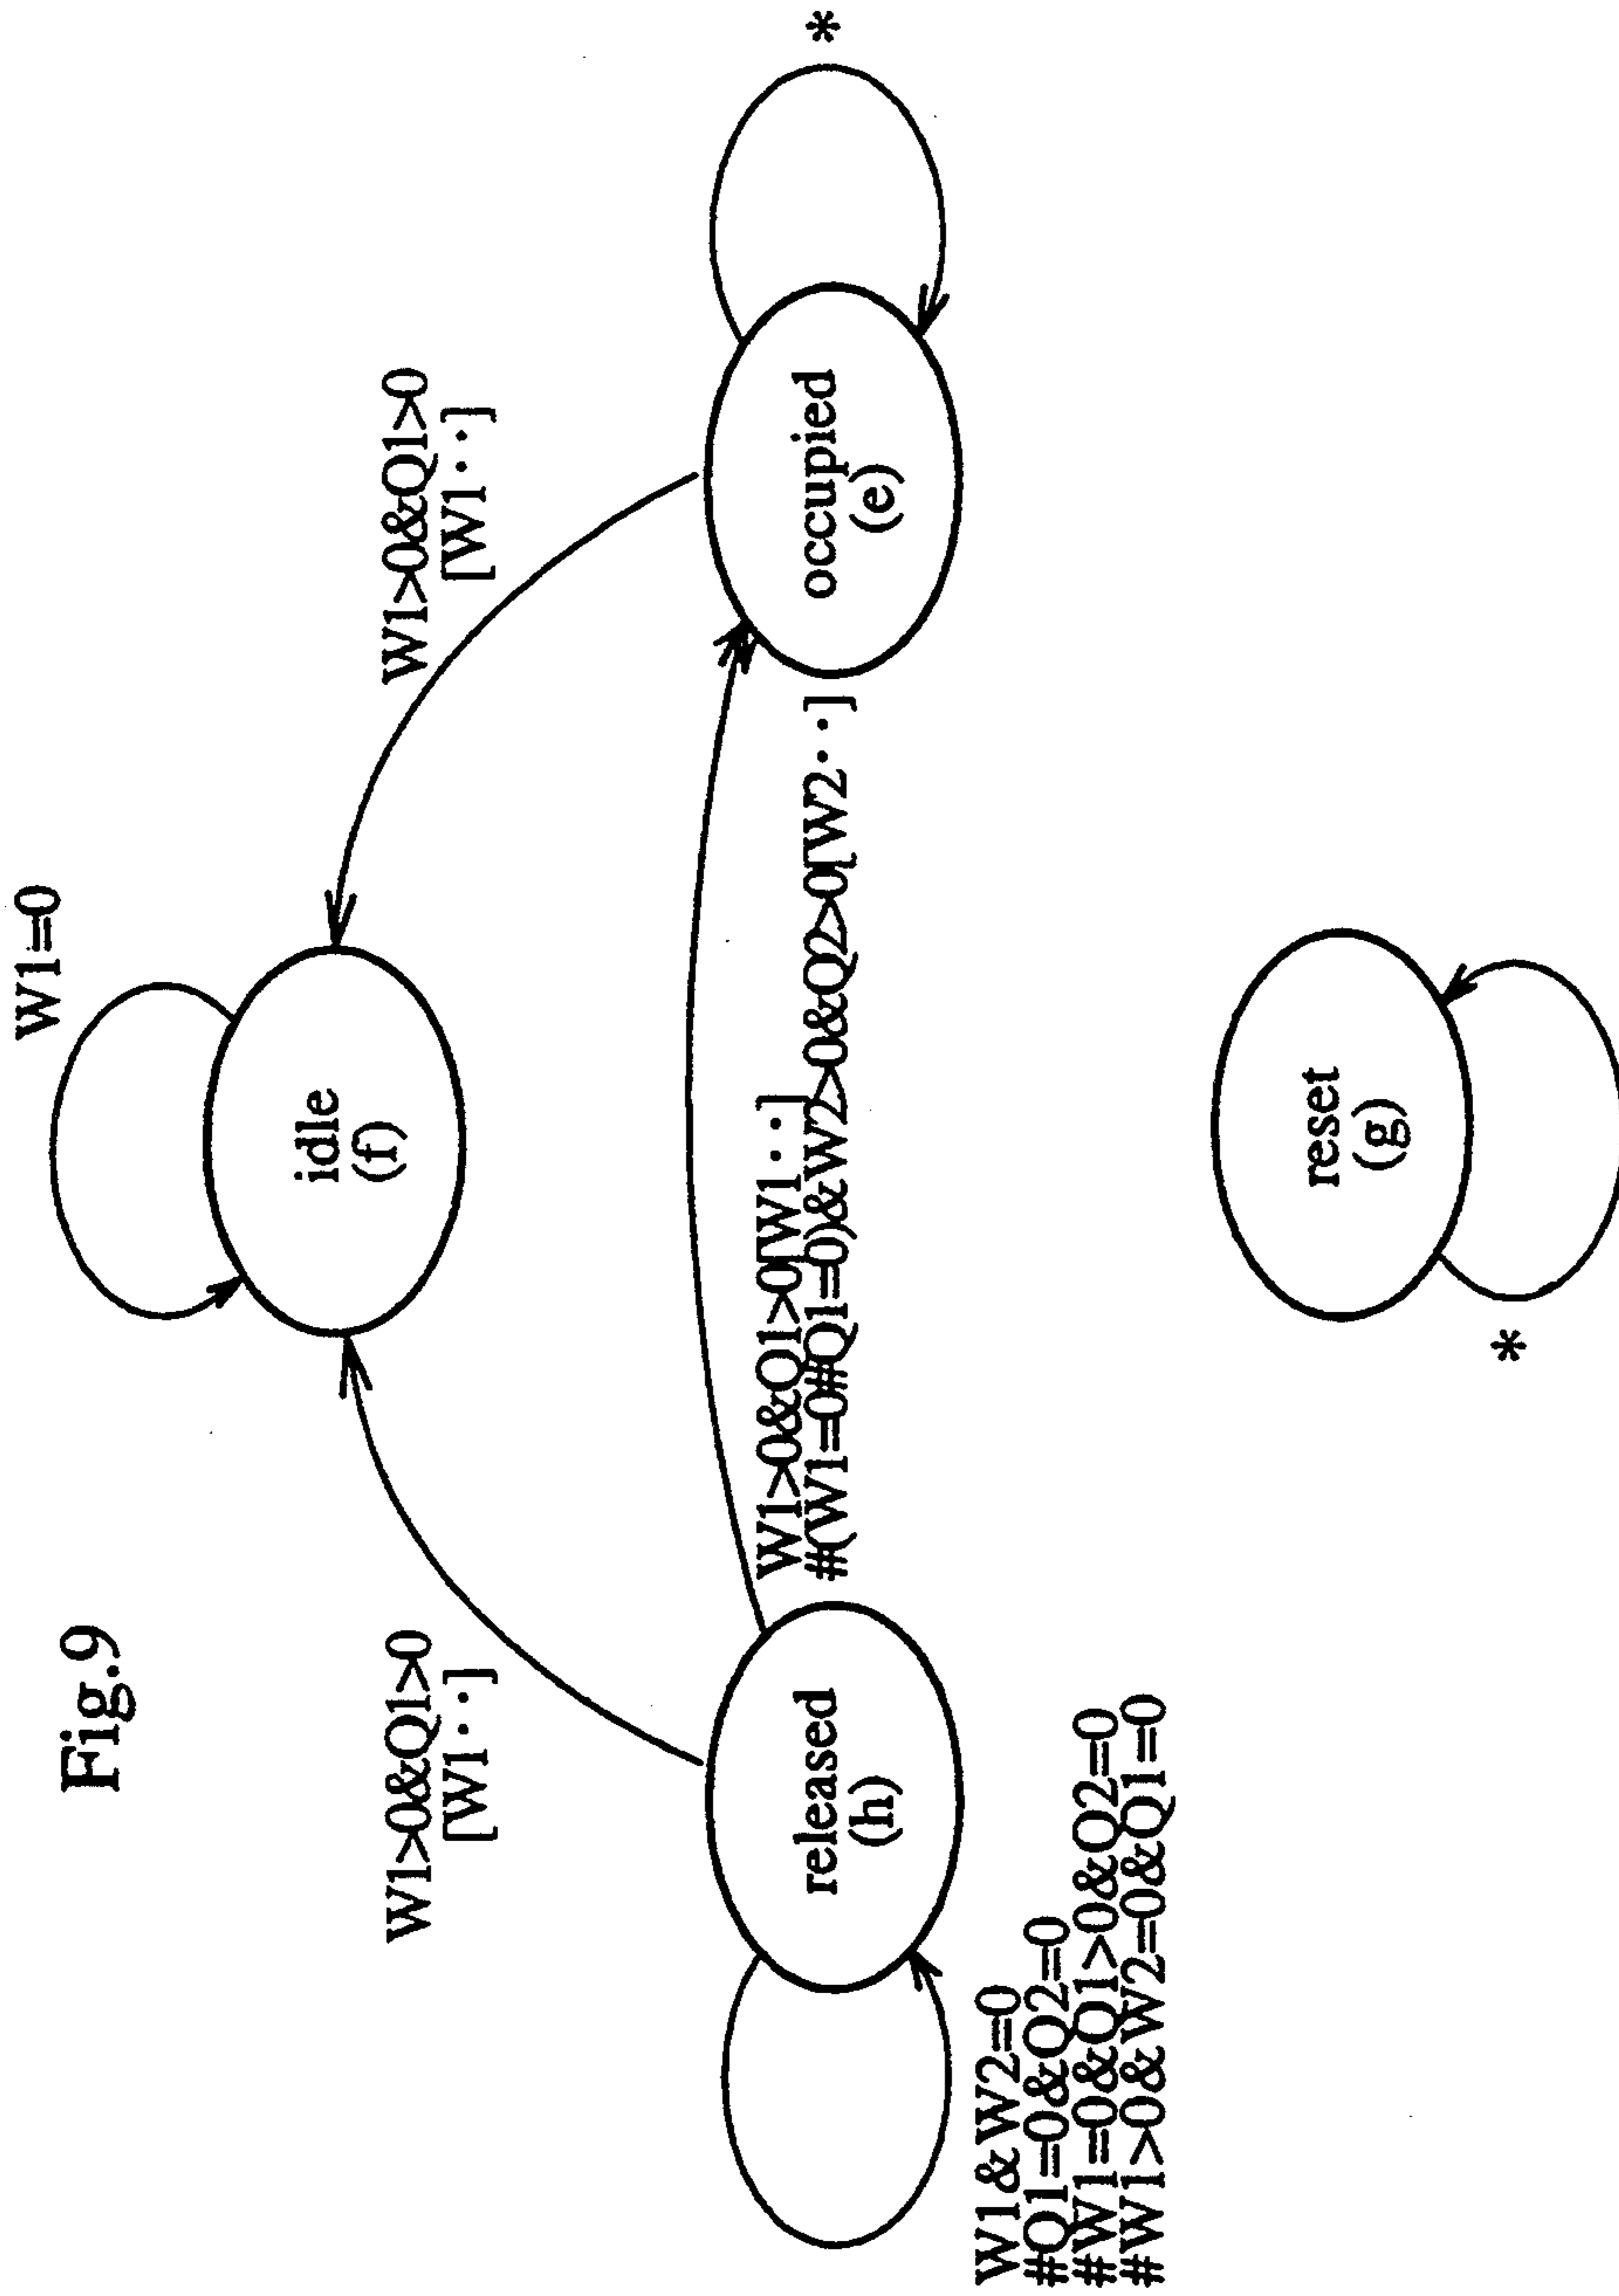 Fig.9
W1=0
idle
(f)
W1>0&Q1>0
[W1··]
W1>0&Q1>0
[W1··]
released
(h)
occupied
(e)
*
W1>0&Q1>0[W1··]
#(W1=0#Q1=0)&W2>0&Q2>0[W2··]
W1&W2=0
#Q1=0&Q2=0
#W1=0&Q1>0&Q2=0
#W1>0&W2=0&Q1=0
reset
(g)
*